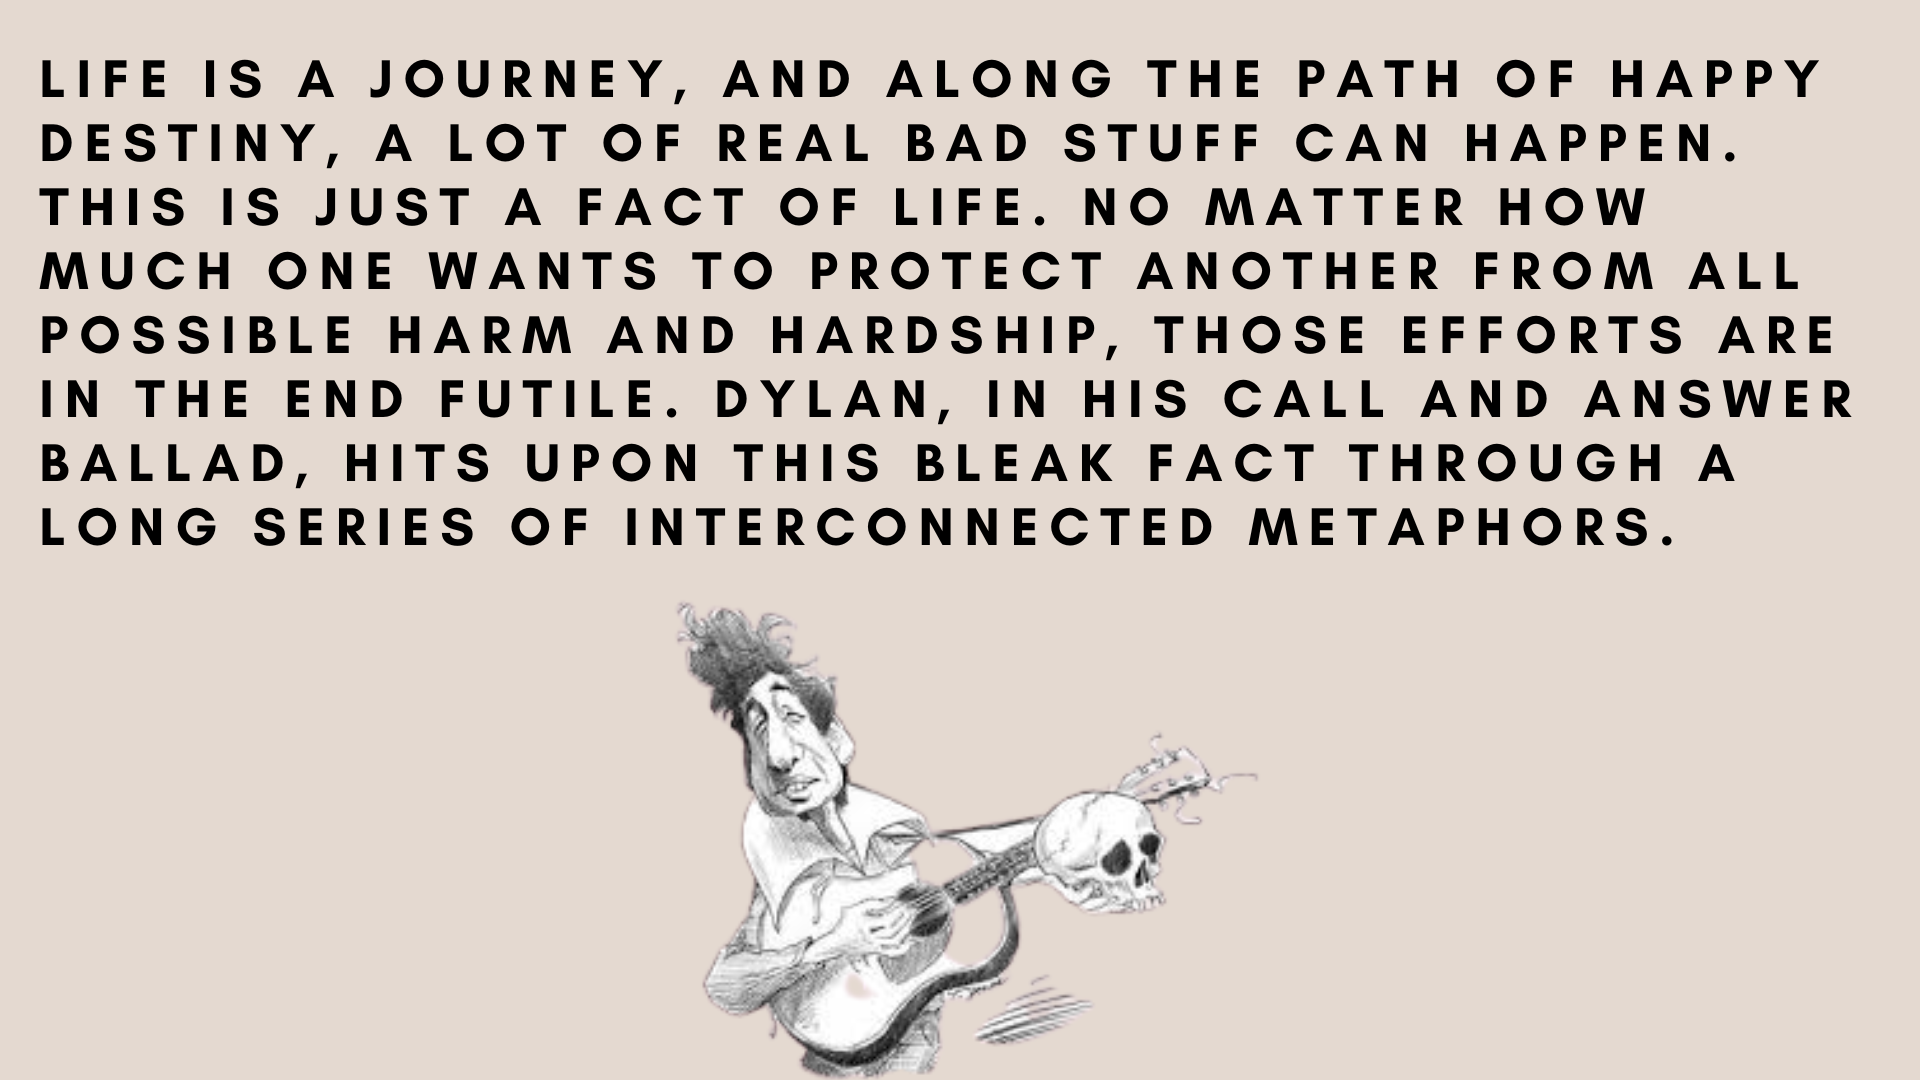 LIFE IS A JOURNEY, AND ALONG THE PATH OF HAPPY
DESTINY, A LOT OF REAL BAD STUFF CAN HAPPEN.
THIS IS JUST A FACT OF LIFE. NO MATTER HOW
MUCH ONE WANTS TO PROTECT ANOTHER FROM ALL
POSSIBLE HARM AND HARDSHIP, THOSE EFFORTS ARE
IN THE END FUTILE. DYLAN, IN HIS CALL AND ANSWER
BALLAD, HITS UPON THIS BLEAK FACT THROUGH A
LONG SERIES OF INTERCONNECTED METAPHORS.